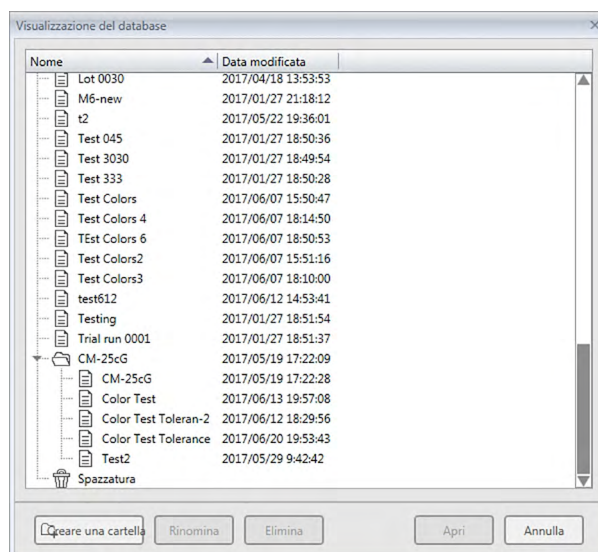 Visualizzazione del database
Nome Data modificata
Lot 0030 2017/04/18 13:53:53
M6-new 2017/01/27 21:18:12
t2 2017/05/22 19:36:01
Test 045 2017/01/27 18:50:36
Test 3030 2017/01/27 18:49:54
Test 333 2017/01/27 18:50:28
Test Colors 2017/06/07 15:50:47
Test Colors 4 2017/06/07 18:14:50
TEst Colors 6 2017/06/07 18:50:53
Test Colors2 2017/06/07 15:51:16
Test Colors3 2017/06/07 18:10:00
test612 2017/06/12 14:53:41
Testing 2017/01/27 18:51:54
Trial run 0001 2017/01/27 18:51:37
CM-25cG 2017/05/19 17:22:09
CM-25cG 2017/05/19 17:22:28
Color Test 2017/06/13 19:57:08
Color Test Toleran-2 2017/06/12 18:29:56
Color Test Tolerance 2017/06/20 19:53:43
Test2 2017/05/29 9:42:42
Spazzatura
Creare una cartella Rinomina Elimina Apri Annulla